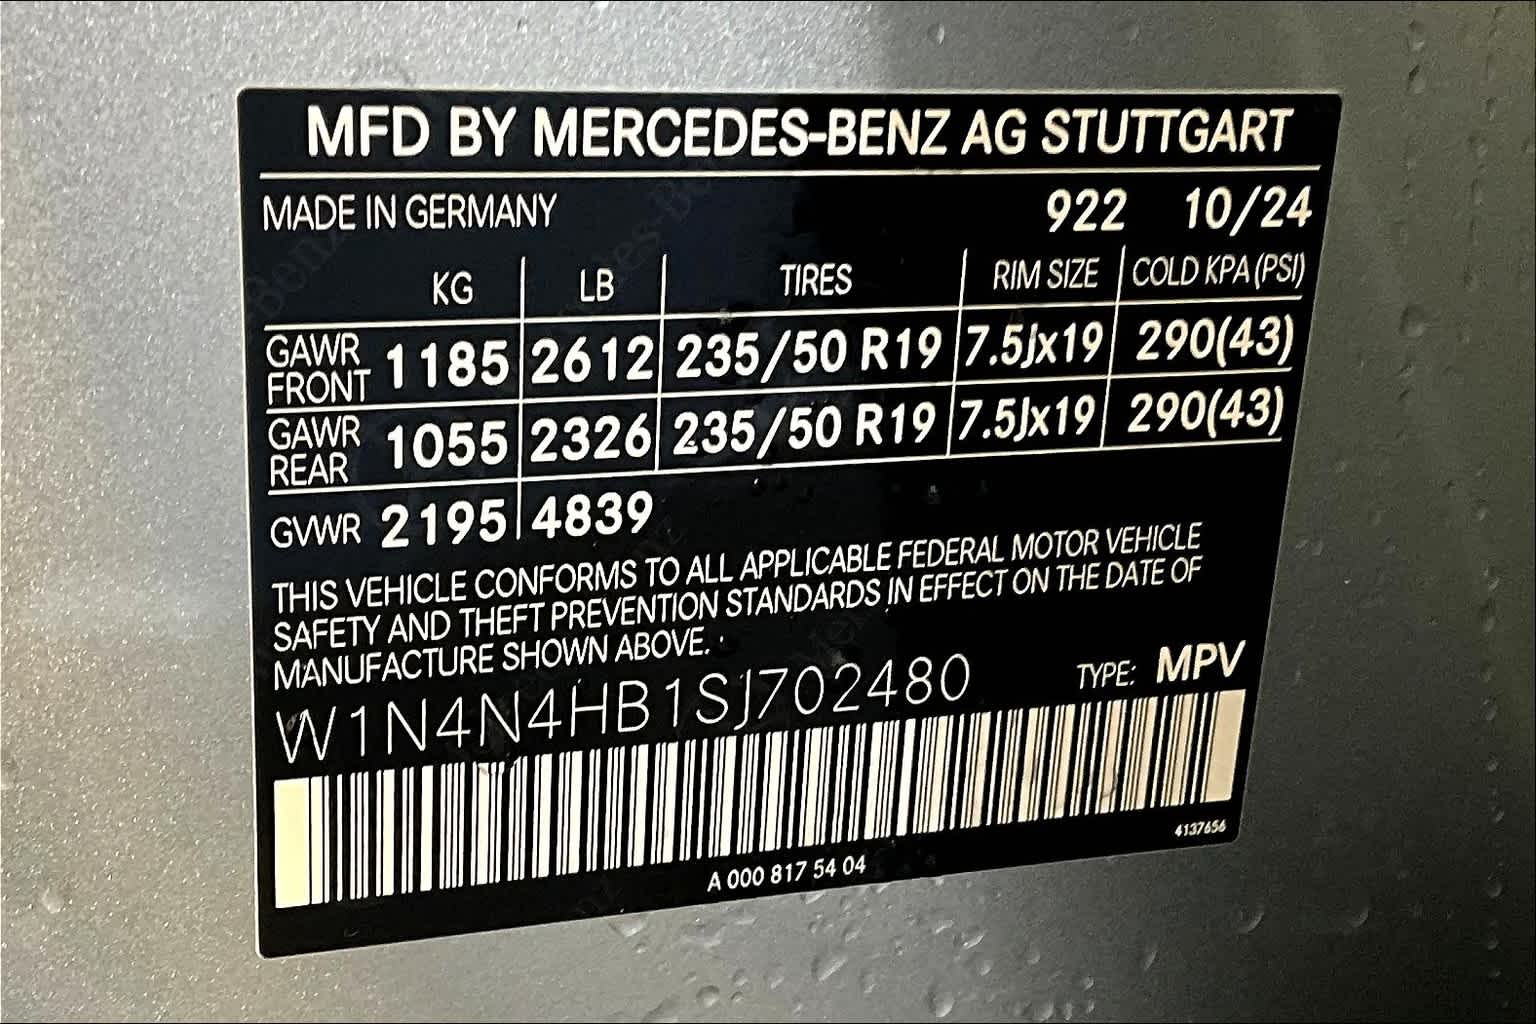 MFD BY MERCEDES-BENZ AG STUTTGART
MADE IN GERMANY 922 10/24
KG LB TIRES RIM SIZE COLD KPA (PSI)
GAWR FRONT 1185 2612 235/50 R19 7.5Jx19 290(43)
GAWR REAR 1055 2326 235/50 R19 7.5Jx19 290(43)
GVWR 2195 4839
THIS VEHICLE CONFORMS TO ALL APPLICABLE FEDERAL MOTOR VEHICLE
SAFETY AND THEFT PREVENTION STANDARDS IN EFFECT ON THE DATE OF
MANUFACTURE SHOWN ABOVE.
W1N4N4HB1SJ702480 TYPE: MPV
4137656
A 000 817 54 04